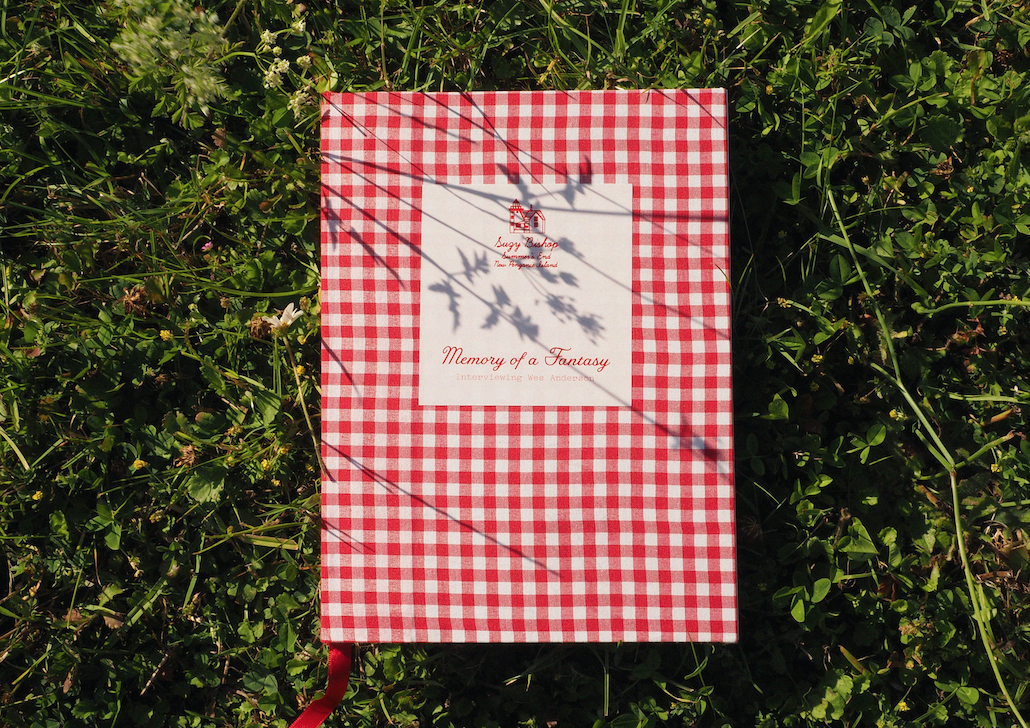 Suzy Bishop
Summer's End
New Penzance Island
Memory of a Fantasy
interviewing Wes Anderson